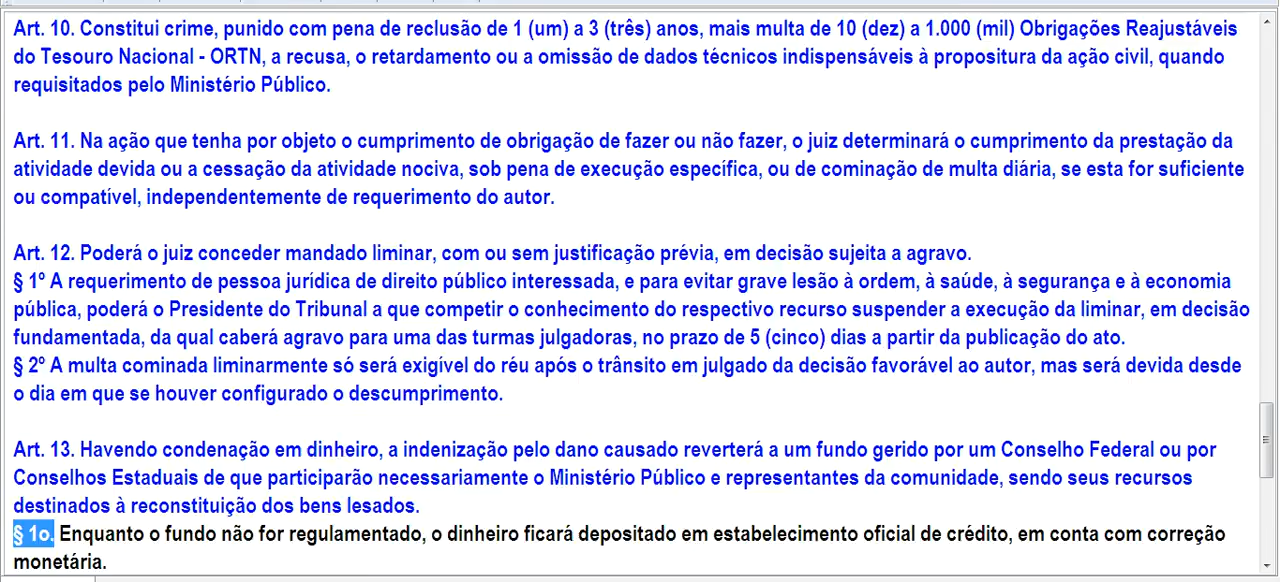 Art. 10. Constitui crime, punido com pena de reclusão de 1 (um) a 3 (três) anos, mais multa de 10 (dez) a 1.000 (mil) Obrigações Reajustáveis
do Tesouro Nacional - ORTN, a recusa, o retardamento ou a omissão de dados técnicos indispensáveis à propositura da ação civil, quando
requisitados pelo Ministério Público.
Art. 11. Na ação que tenha por objeto o cumprimento de obrigação de fazer ou não fazer, o juiz determinará o cumprimento da prestação da
atividade devida ou a cessação da atividade nociva, sob pena de execução específica, ou de cominação de multa diária, se esta for suficiente
ou compatível, independentemente de requerimento do autor.
Art. 12. Poderá o juiz conceder mandado liminar, com ou sem justificação prévia, em decisão sujeita a agravo.
§ 1º A requerimento de pessoa jurídica de direito público interessada, e para evitar grave lesão à ordem, à saúde, à segurança e à economia
pública, poderá o Presidente do Tribunal a que competir o conhecimento do respectivo recurso suspender a execução da liminar, em decisão
fundamentada, da qual caberá agravo para uma das turmas julgadoras, no prazo de 5 (cinco) dias a partir da publicação do ato.
§ 2º A multa cominada liminarmente só será exigível do réu após o trânsito em julgado da decisão favorável ao autor, mas será devida desde
o dia em que se houver configurado o descumprimento.
Art. 13. Havendo condenação em dinheiro, a indenização pelo dano causado reverterá a um fundo gerido por um Conselho Federal ou por
Conselhos Estaduais de que participarão necessariamente o Ministério Público e representantes da comunidade, sendo seus recursos
destinados à reconstituição dos bens lesados.
§ 1o. Enquanto o fundo não for regulamentado, o dinheiro ficará depositado em estabelecimento oficial de crédito, em conta com correção
monetária.